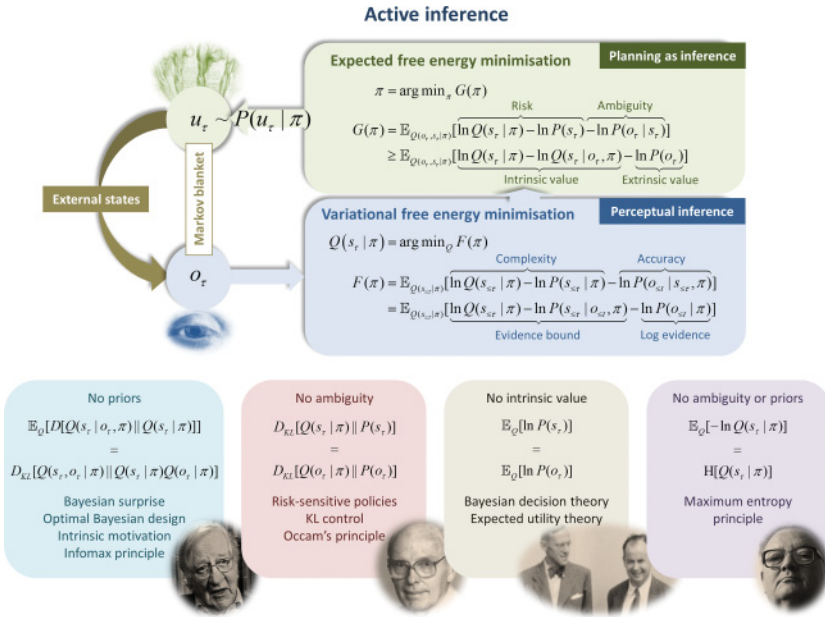 Active inference
Expected free energy minimisation
Planning as inference
π = arg min_π G(π)
Risk
Ambiguity
G(π) = 𝔼_{Q(o_τ,s_τ|π)}[ln Q(s_τ | π) − ln P(s_τ) − ln P(o_τ | s_τ)]
≥ 𝔼_{Q(o_τ,s_τ|π)}[ln Q(s_τ | π) − ln Q(s_τ | o_τ, π) − ln P(o_τ)]
Intrinsic value
Extrinsic value
u_τ ~ P(u_τ | π)
External states
Markov blanket
o_τ
Variational free energy minimisation
Perceptual inference
Q(s_τ | π) = arg min_Q F(π)
Complexity
Accuracy
F(π) = 𝔼_{Q(s_{≤τ}|π)}[ln Q(s_{≤τ} | π) − ln P(s_{≤τ} | π) − ln P(o_{≤t} | s_{≤τ}, π)]
= 𝔼_{Q(s_{≤τ}|π)}[ln Q(s_{≤τ} | π) − ln P(s_{≤τ} | o_{≤t}, π) − ln P(o_{≤t} | π)]
Evidence bound
Log evidence
No priors
𝔼_Q[D[Q(s_τ | o_τ, π) || Q(s_τ | π)]]
=
D_KL[Q(s_τ, o_τ | π) || Q(s_τ | π)Q(o_τ | π)]
Bayesian surprise
Optimal Bayesian design
Intrinsic motivation
Infomax principle
No ambiguity
D_KL[Q(s_τ | π) || P(s_τ)]
=
D_KL[Q(o_τ | π) || P(o_τ)]
Risk-sensitive policies
KL control
Occam's principle
No intrinsic value
𝔼_Q[ln P(s_τ)]
=
𝔼_Q[ln P(o_τ)]
Bayesian decision theory
Expected utility theory
No ambiguity or priors
𝔼_Q[−ln Q(s_τ | π)]
=
H[Q(s_τ | π)]
Maximum entropy
principle